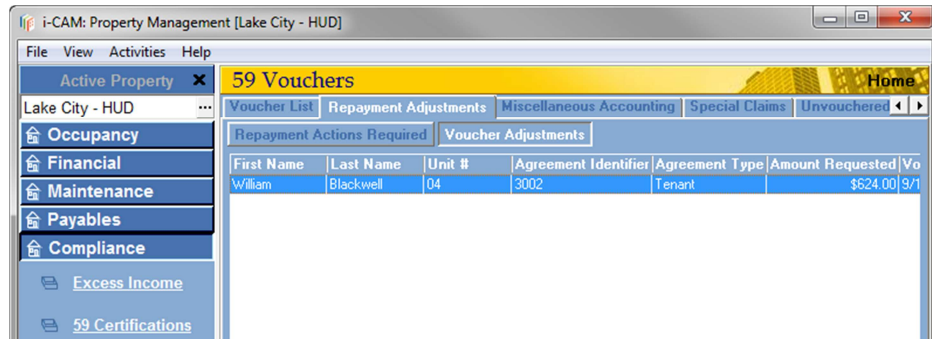 i-CAM: Property Management [Lake City - HUD]
File View Activities Help
Active Property
59 Vouchers
Home
Lake City - HUD ...
Voucher List Repayment Adjustments Miscellaneous Accounting Special Claims Unvouchered
Occupancy
Repayment Actions Required Voucher Adjustments
Financial
First Name Last Name Unit # Agreement Identifier Agreement Type Amount Requested Vo
William Blackwell 04 3002 Tenant $624.00 9/1
Maintenance
Payables
Compliance
Excess Income
59 Certifications